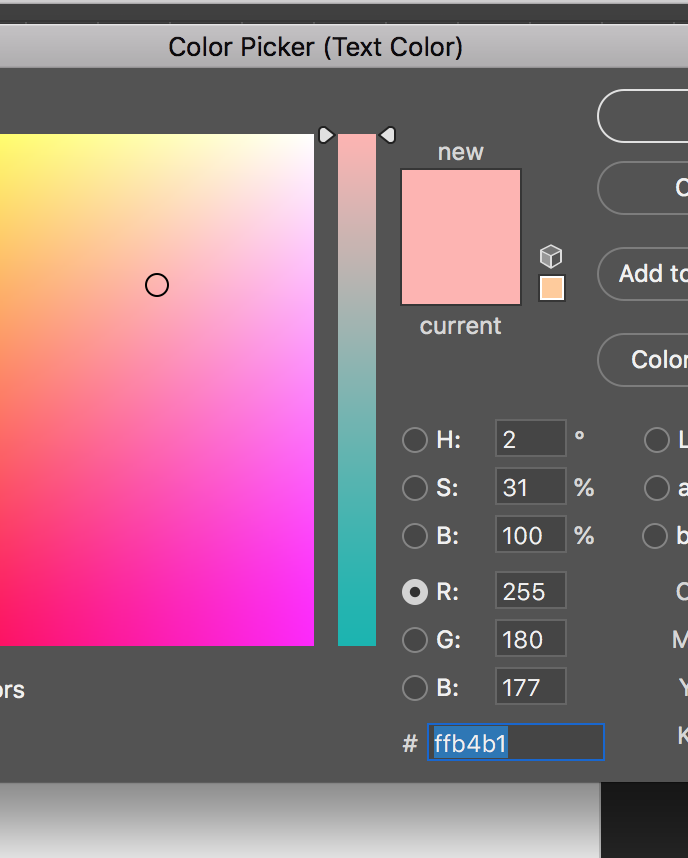 Color Picker (Text Color)
new
current
Add to
Color
H: 2 °
S: 31 %
B: 100 %
R: 255
G: 180
B: 177
# ffb4b1
L
a
b
C
M
Y
K
ors